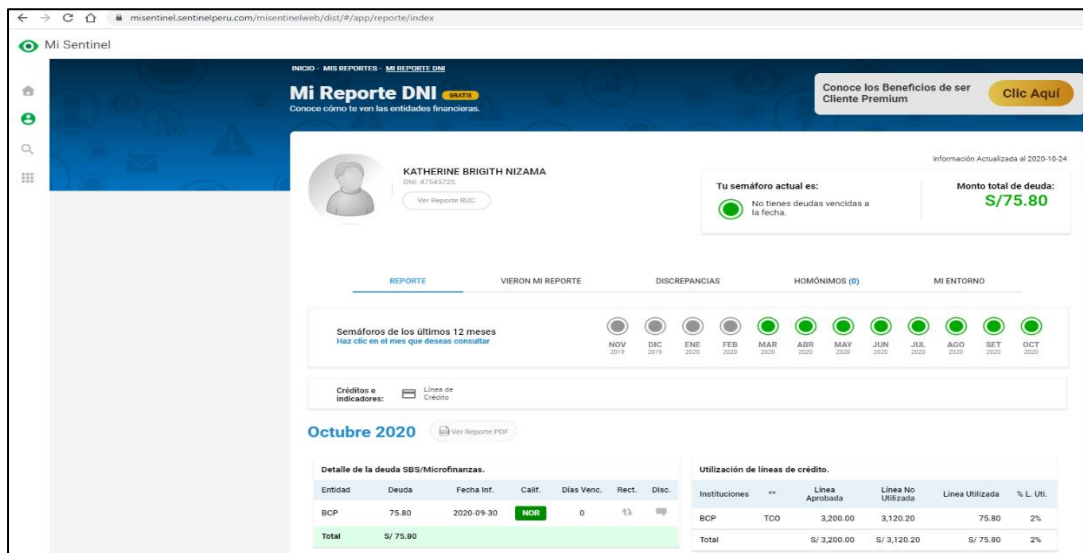 misentinel.sentinelperu.com/misentinelweb/dist/#/app/reporte/index
Mi Sentinel
INICIO - MIS REPORTES - MI REPORTE DNI
Mi Reporte DNI GRATIS
Conoce cómo te ven las entidades financieras.
Conoce los Beneficios de ser
Cliente Premium
Clic Aquí
Información Actualizada al 2020-10-24
KATHERINE BRIGITH NIZAMA
DNI: 47545725
Ver Reporte RUC
Tu semáforo actual es:
No tienes deudas vencidas a
la fecha.
Monto total de deuda:
S/75.80
REPORTE VIERON MI REPORTE DISCREPANCIAS HOMÓNIMOS (0) MI ENTORNO
Semáforos de los últimos 12 meses
Haz clic en el mes que deseas consultar
NOV DIC ENE FEB MAR ABR MAY JUN JUL AGO SET OCT
2019 2019 2020 2020 2020 2020 2020 2020 2020 2020 2020 2020
Créditos e
indicadores:
Línea de
Crédito
Octubre 2020 Ver Reporte PDF
Detalle de la deuda SBS/Microfinanzas.
Entidad Deuda Fecha Inf. Calif. Días Venc. Rect. Disc.
BCP 75.80 2020-09-30 NOR 0
Total S/ 75.80
Utilización de líneas de crédito.
Instituciones ** Línea Aprobada Línea No Utilizada Línea Utilizada % L. Uti.
BCP TCO 3,200.00 3,120.20 75.80 2%
Total S/ 3,200.00 S/ 3,120.20 S/ 75.80 2%